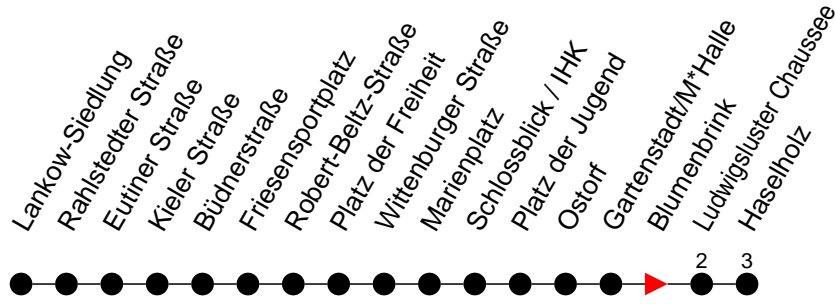 Lankow-Siedlung
Rahlstedter Straße
Eutiner Straße
Kieler Straße
Büdnerstraße
Friesensportplatz
Robert-Beltz-Straße
Platz der Freiheit
Wittenburger Straße
Marienplatz
Schlossblick / IHK
Platz der Jugend
Ostorf
Gartenstadt/M*Halle
Blumenbrink
Ludwigsluster Chaussee
Haselholz
2
3